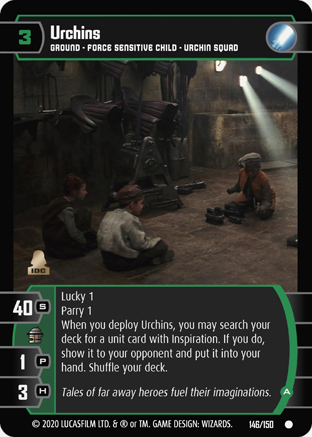 3
Urchins
GROUND - FORCE SENSITIVE CHILD - URCHIN SQUAD
IDC
40 S
1 P
3 H
Lucky 1
Parry 1
When you deploy Urchins, you may search your
deck for a unit card with Inspiration. If you do,
show it to your opponent and put it into your
hand. Shuffle your deck.
Tales of far away heroes fuel their imaginations.
A
© 2020 LUCASFILM LTD. & ® or TM. GAME DESIGN: WIZARDS. 146/150